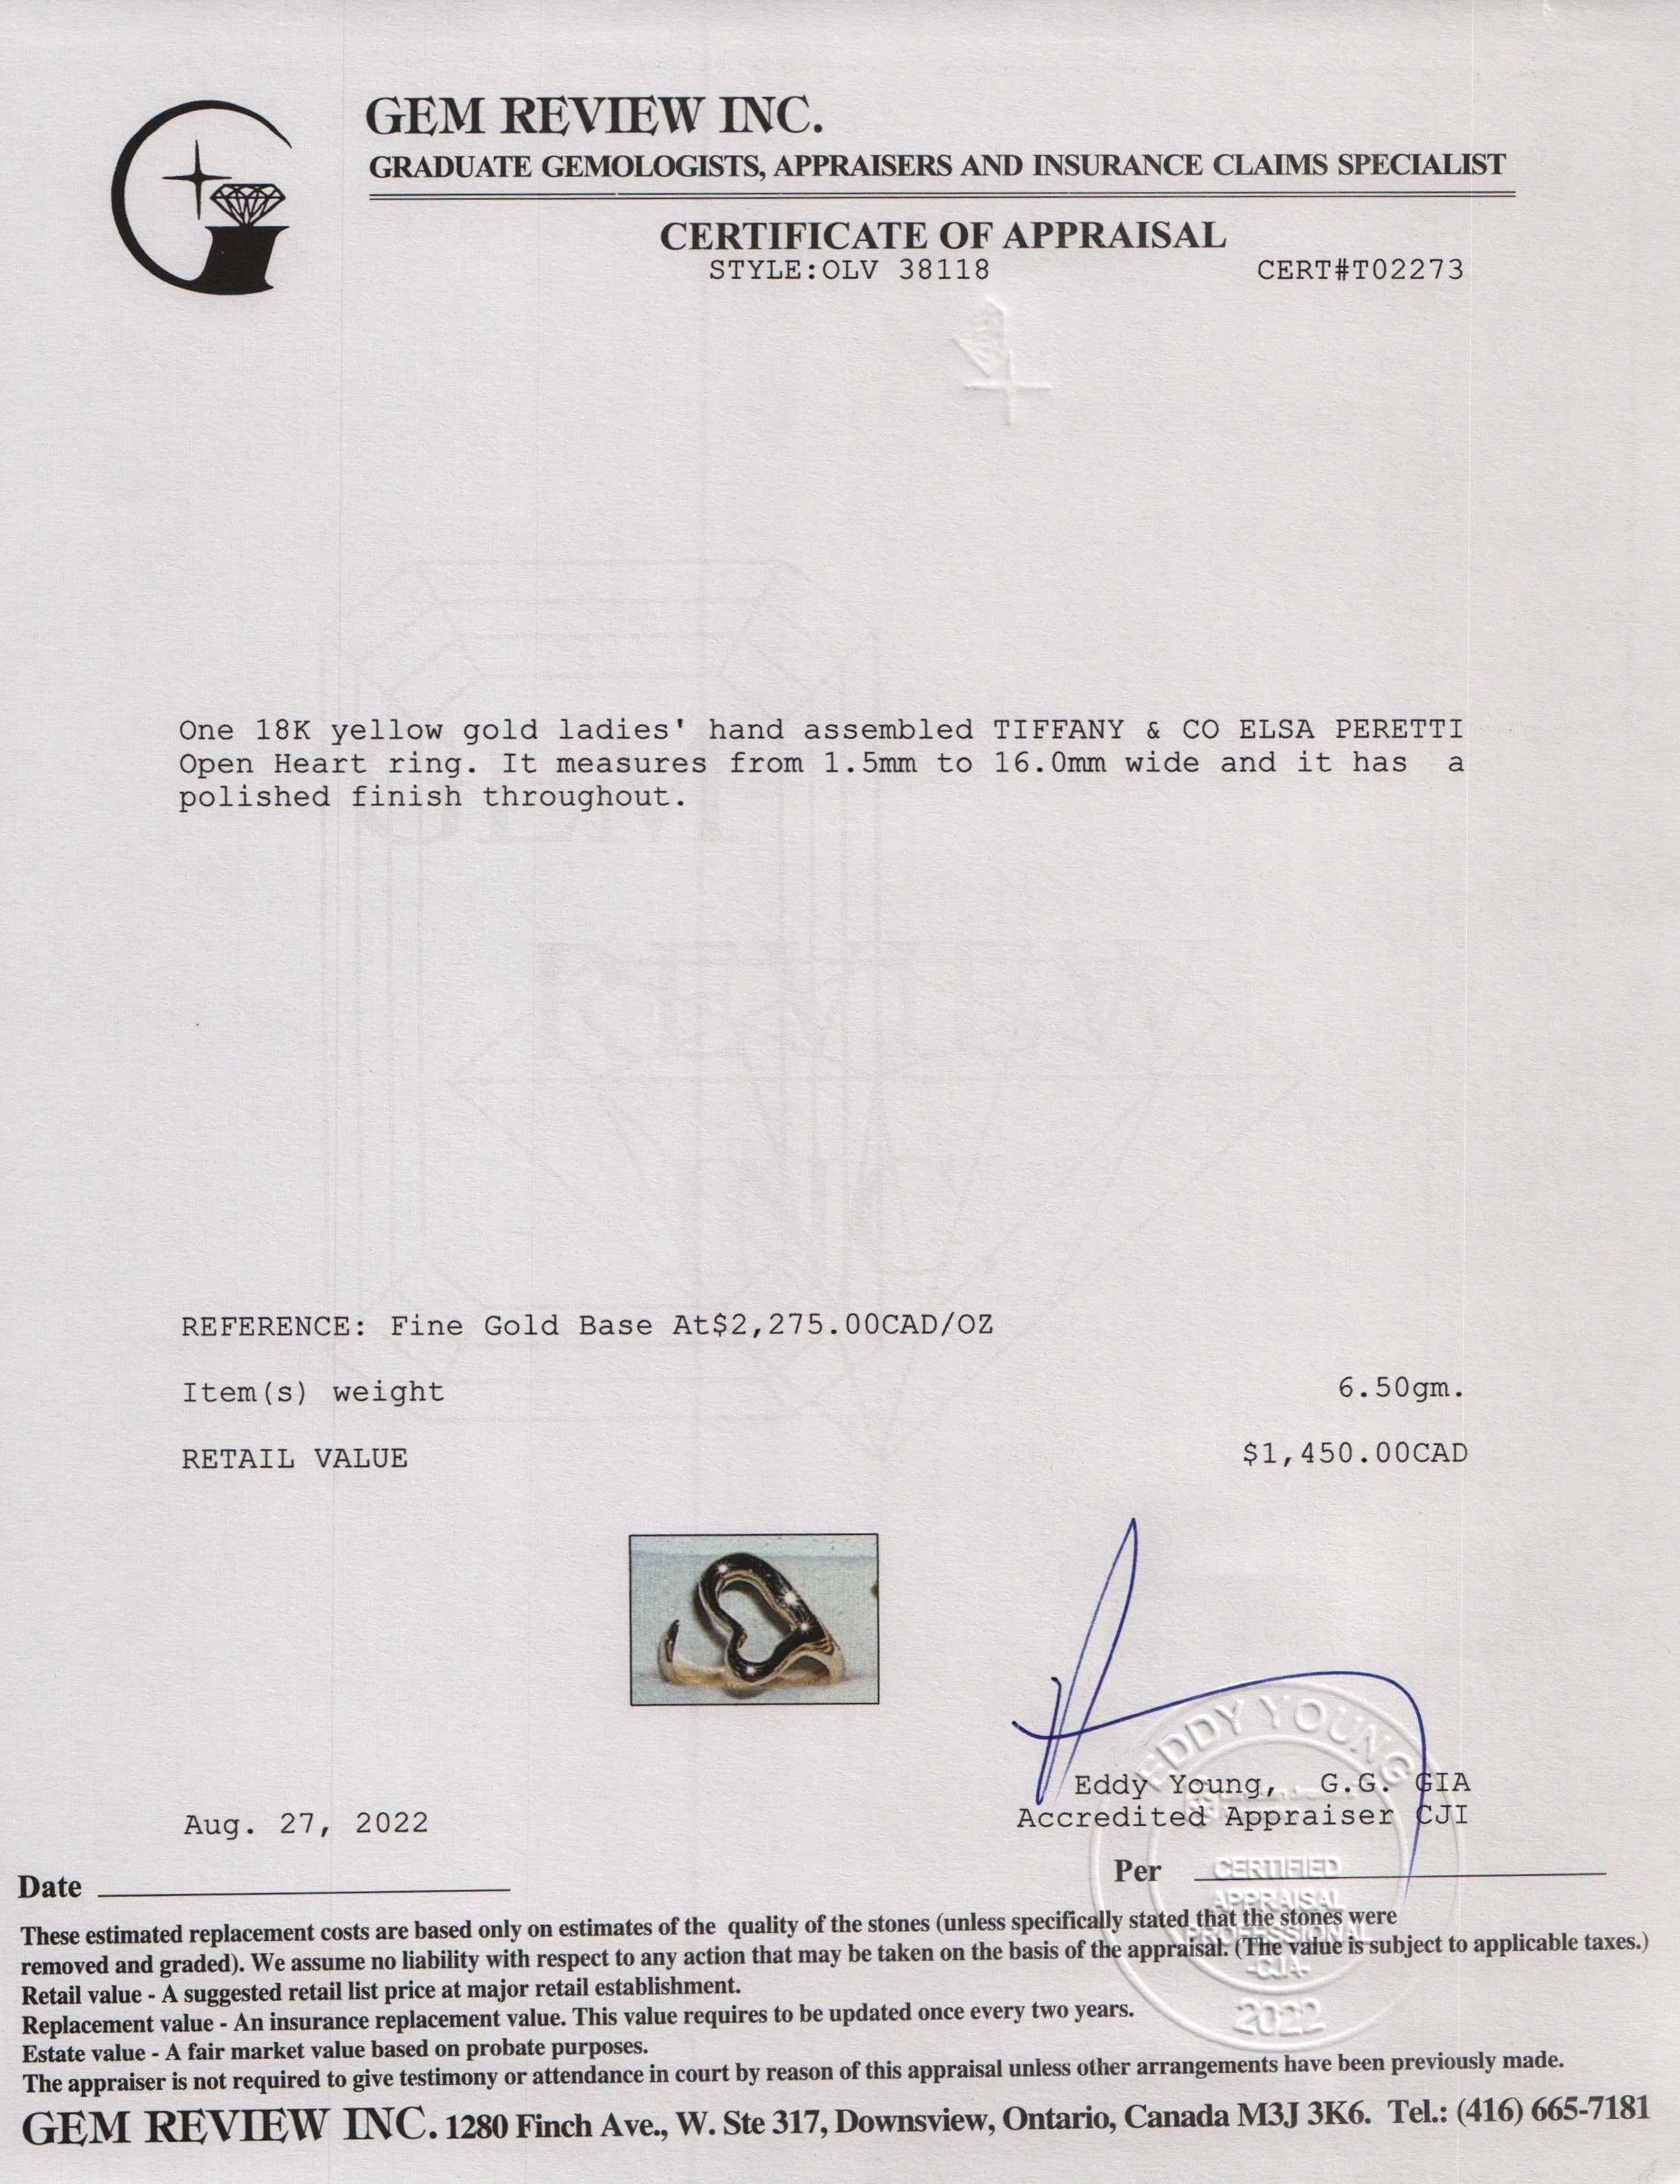 GEM REVIEW INC.
GRADUATE GEMOLOGISTS, APPRAISERS AND INSURANCE CLAIMS SPECIALIST
CERTIFICATE OF APPRAISAL
STYLE:OLV 38118 CERT#T02273
One 18K yellow gold ladies' hand assembled TIFFANY & CO ELSA PERETTI
Open Heart ring. It measures from 1.5mm to 16.0mm wide and it has a
polished finish throughout.
GEM
REVIEW
REFERENCE: Fine Gold Base At$2,275.00CAD/OZ
Item(s) weight 6.50gm.
RETAIL VALUE $1,450.00CAD
EDDY YOUNG
Eddy Young, G.G. GIA
Accredited Appraiser CJI
Aug. 27, 2022
Date
Per
CERTIFIED
APPRAISAL
PROFESSIONAL
-CJA-
2022
These estimated replacement costs are based only on estimates of the quality of the stones (unless specifically stated that the stones were
removed and graded). We assume no liability with respect to any action that may be taken on the basis of the appraisal. (The value is subject to applicable taxes.)
Retail value - A suggested retail list price at major retail establishment.
Replacement value - An insurance replacement value. This value requires to be updated once every two years.
Estate value - A fair market value based on probate purposes.
The appraiser is not required to give testimony or attendance in court by reason of this appraisal unless other arrangements have been previously made.
GEM REVIEW INC. 1280 Finch Ave., W. Ste 317, Downsview, Ontario, Canada M3J 3K6. Tel.: (416) 665-7181